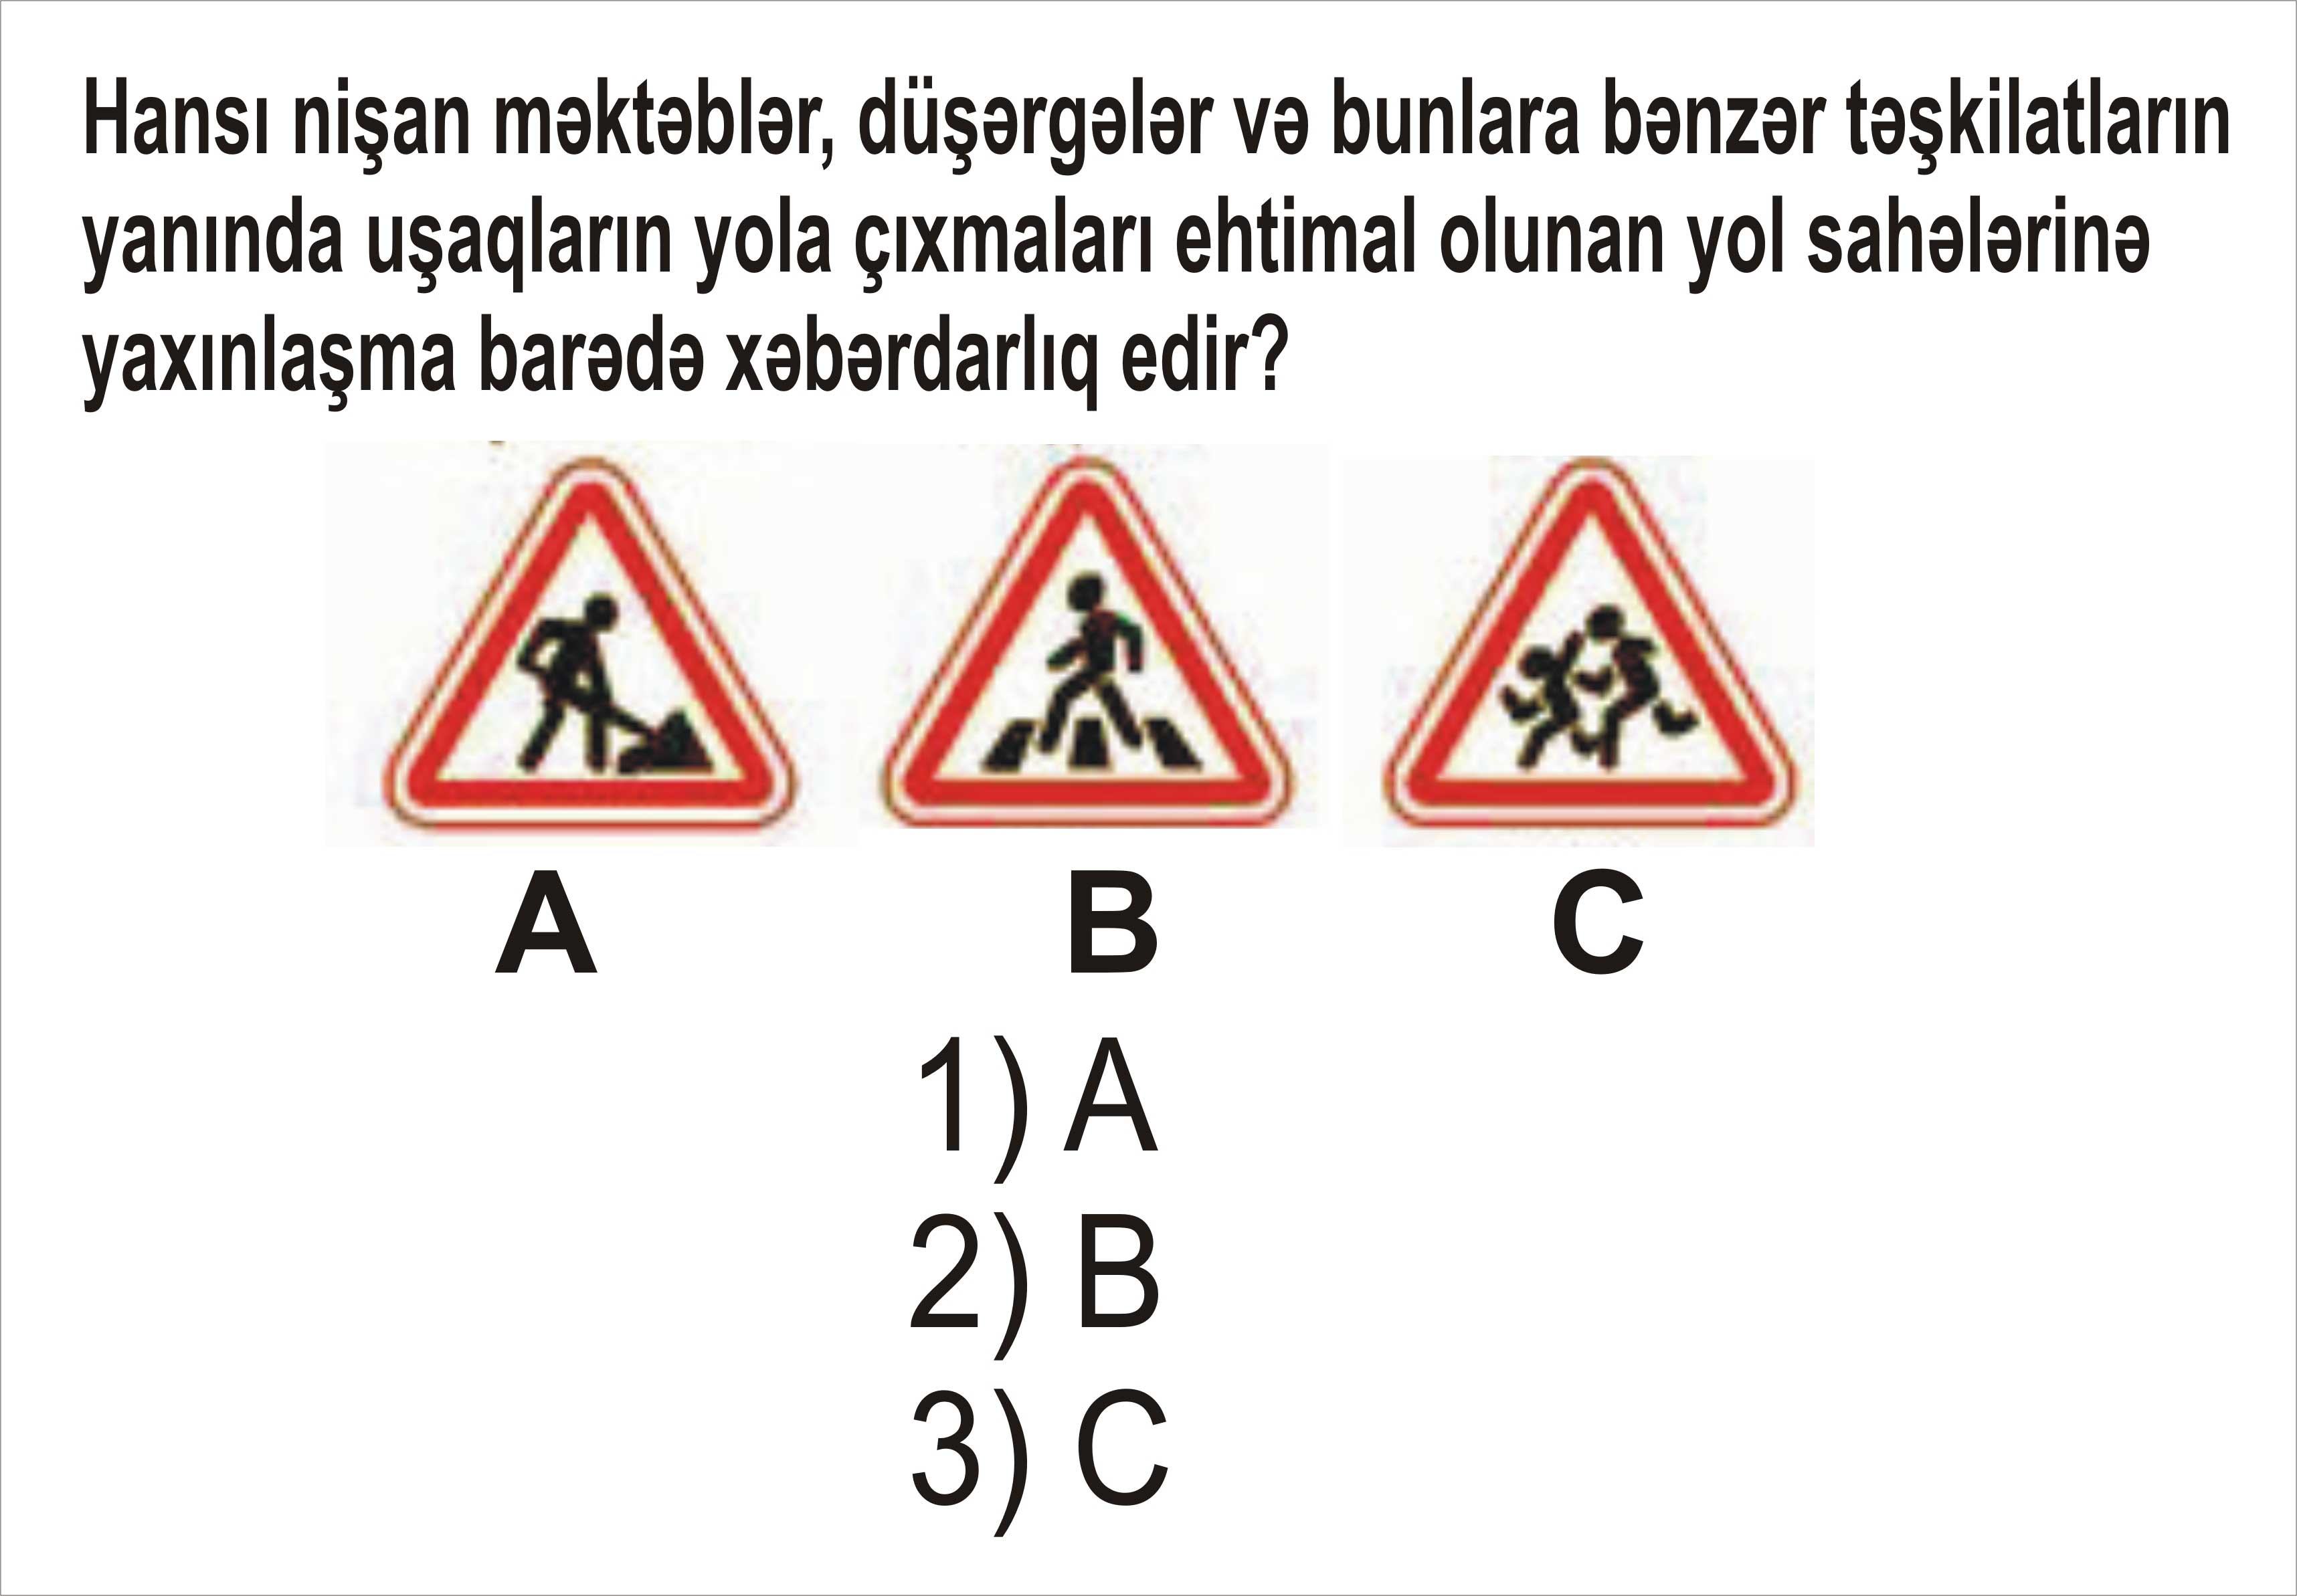 Hansı nişan məktəblər, düşərgələr və bunlara bənzər təşkilatların
yanında uşaqların yola çıxmaları ehtimal olunan yol sahələrinə
yaxınlaşma barədə xəbərdarlıq edir?
A B C
1) A
2) B
3) C